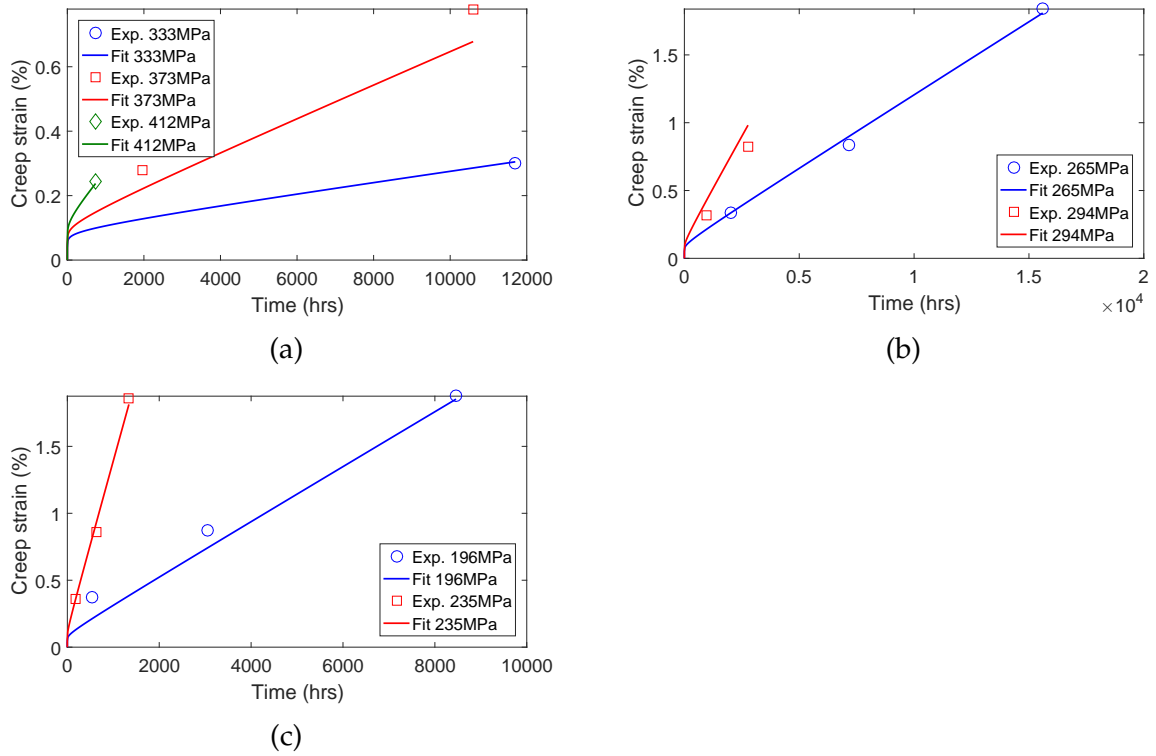 Exp. 333MPa
Fit 333MPa
Exp. 373MPa
Fit 373MPa
Exp. 412MPa
Fit 412MPa
0.6
0.4
0.2
0
Creep strain (%)
0 2000 4000 6000 8000 10000 12000
Time (hrs)
(a)
1.5
1
0.5
0
Creep strain (%)
Exp. 265MPa
Fit 265MPa
Exp. 294MPa
Fit 294MPa
0 0.5 1 1.5 2
Time (hrs)
×10⁴
(b)
1.5
1
0.5
0
Creep strain (%)
Exp. 196MPa
Fit 196MPa
Exp. 235MPa
Fit 235MPa
0 2000 4000 6000 8000 10000
Time (hrs)
(c)